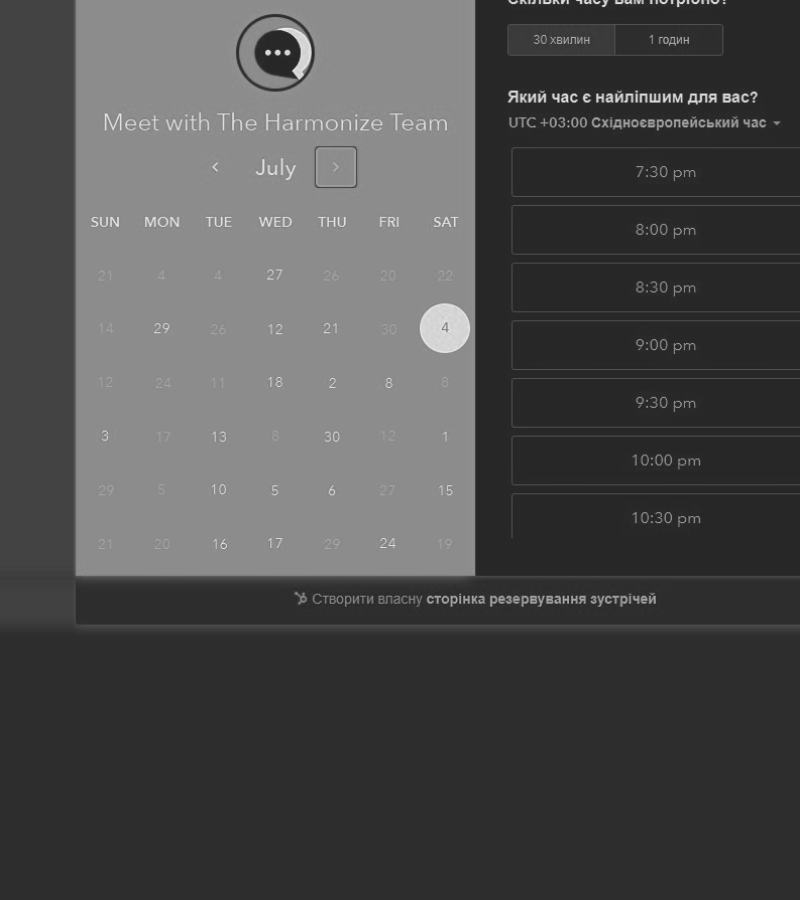 Meet with The Harmonize Team
July
SUN MON TUE WED THU FRI SAT
21 4 4 27 26 20 22
14 29 26 12 21 30 4
12 24 11 18 2 8 8
3 17 13 8 30 12 1
29 5 10 5 6 27 15
21 20 16 17 29 24 19
Скільки часу вам потрібно?
30 хвилин 1 годин
Який час є найліпшим для вас?
UTC +03:00 Східноєвропейський час
7:30 pm
8:00 pm
8:30 pm
9:00 pm
9:30 pm
10:00 pm
10:30 pm
Створити власну сторінка резервування зустрічей